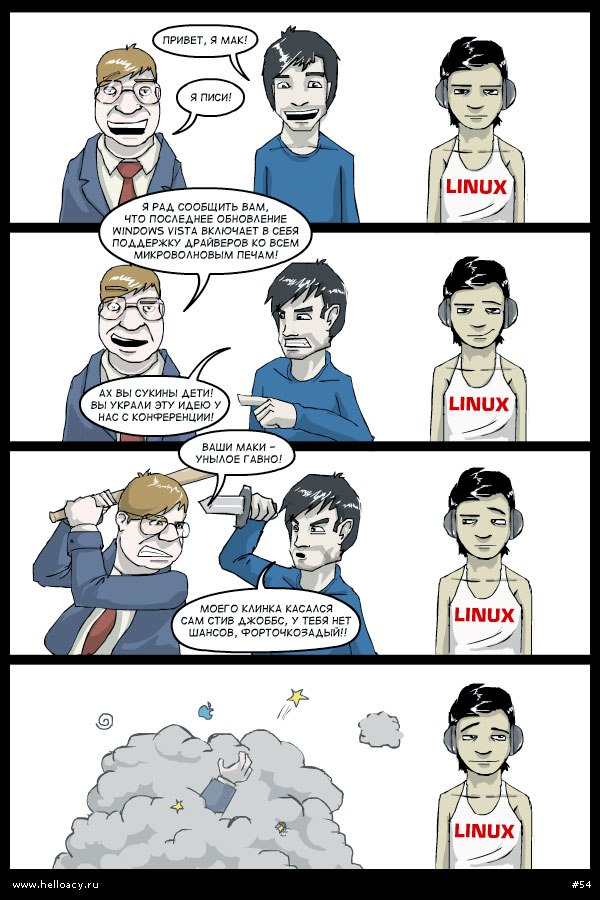 ПРИВЕТ, Я МАК!
Я ПИСИ!
LINUX
Я РАД СООБЩИТЬ ВАМ,
ЧТО ПОСЛЕДНЕЕ ОБНОВЛЕНИЕ
WINDOWS VISTA ВКЛЮЧАЕТ В СЕБЯ
ПОДДЕРЖКУ ДРАЙВЕРОВ КО ВСЕМ
МИКРОВОЛНОВЫМ ПЕЧАМ!
АХ ВЫ СУКИНЫ ДЕТИ!
ВЫ УКРАЛИ ЭТУ ИДЕЮ У
НАС С КОНФЕРЕНЦИИ!
LINUX
ВАШИ МАКИ –
УНЫЛОЕ ГАВНО!
МОЕГО КЛИНКА КАСАЛСЯ
САМ СТИВ ДЖОББС, У ТЕБЯ НЕТ
ШАНСОВ, ФОРТОЧКОЗАДЫЙ!!
LINUX
LINUX
www.helloacy.ru
#54